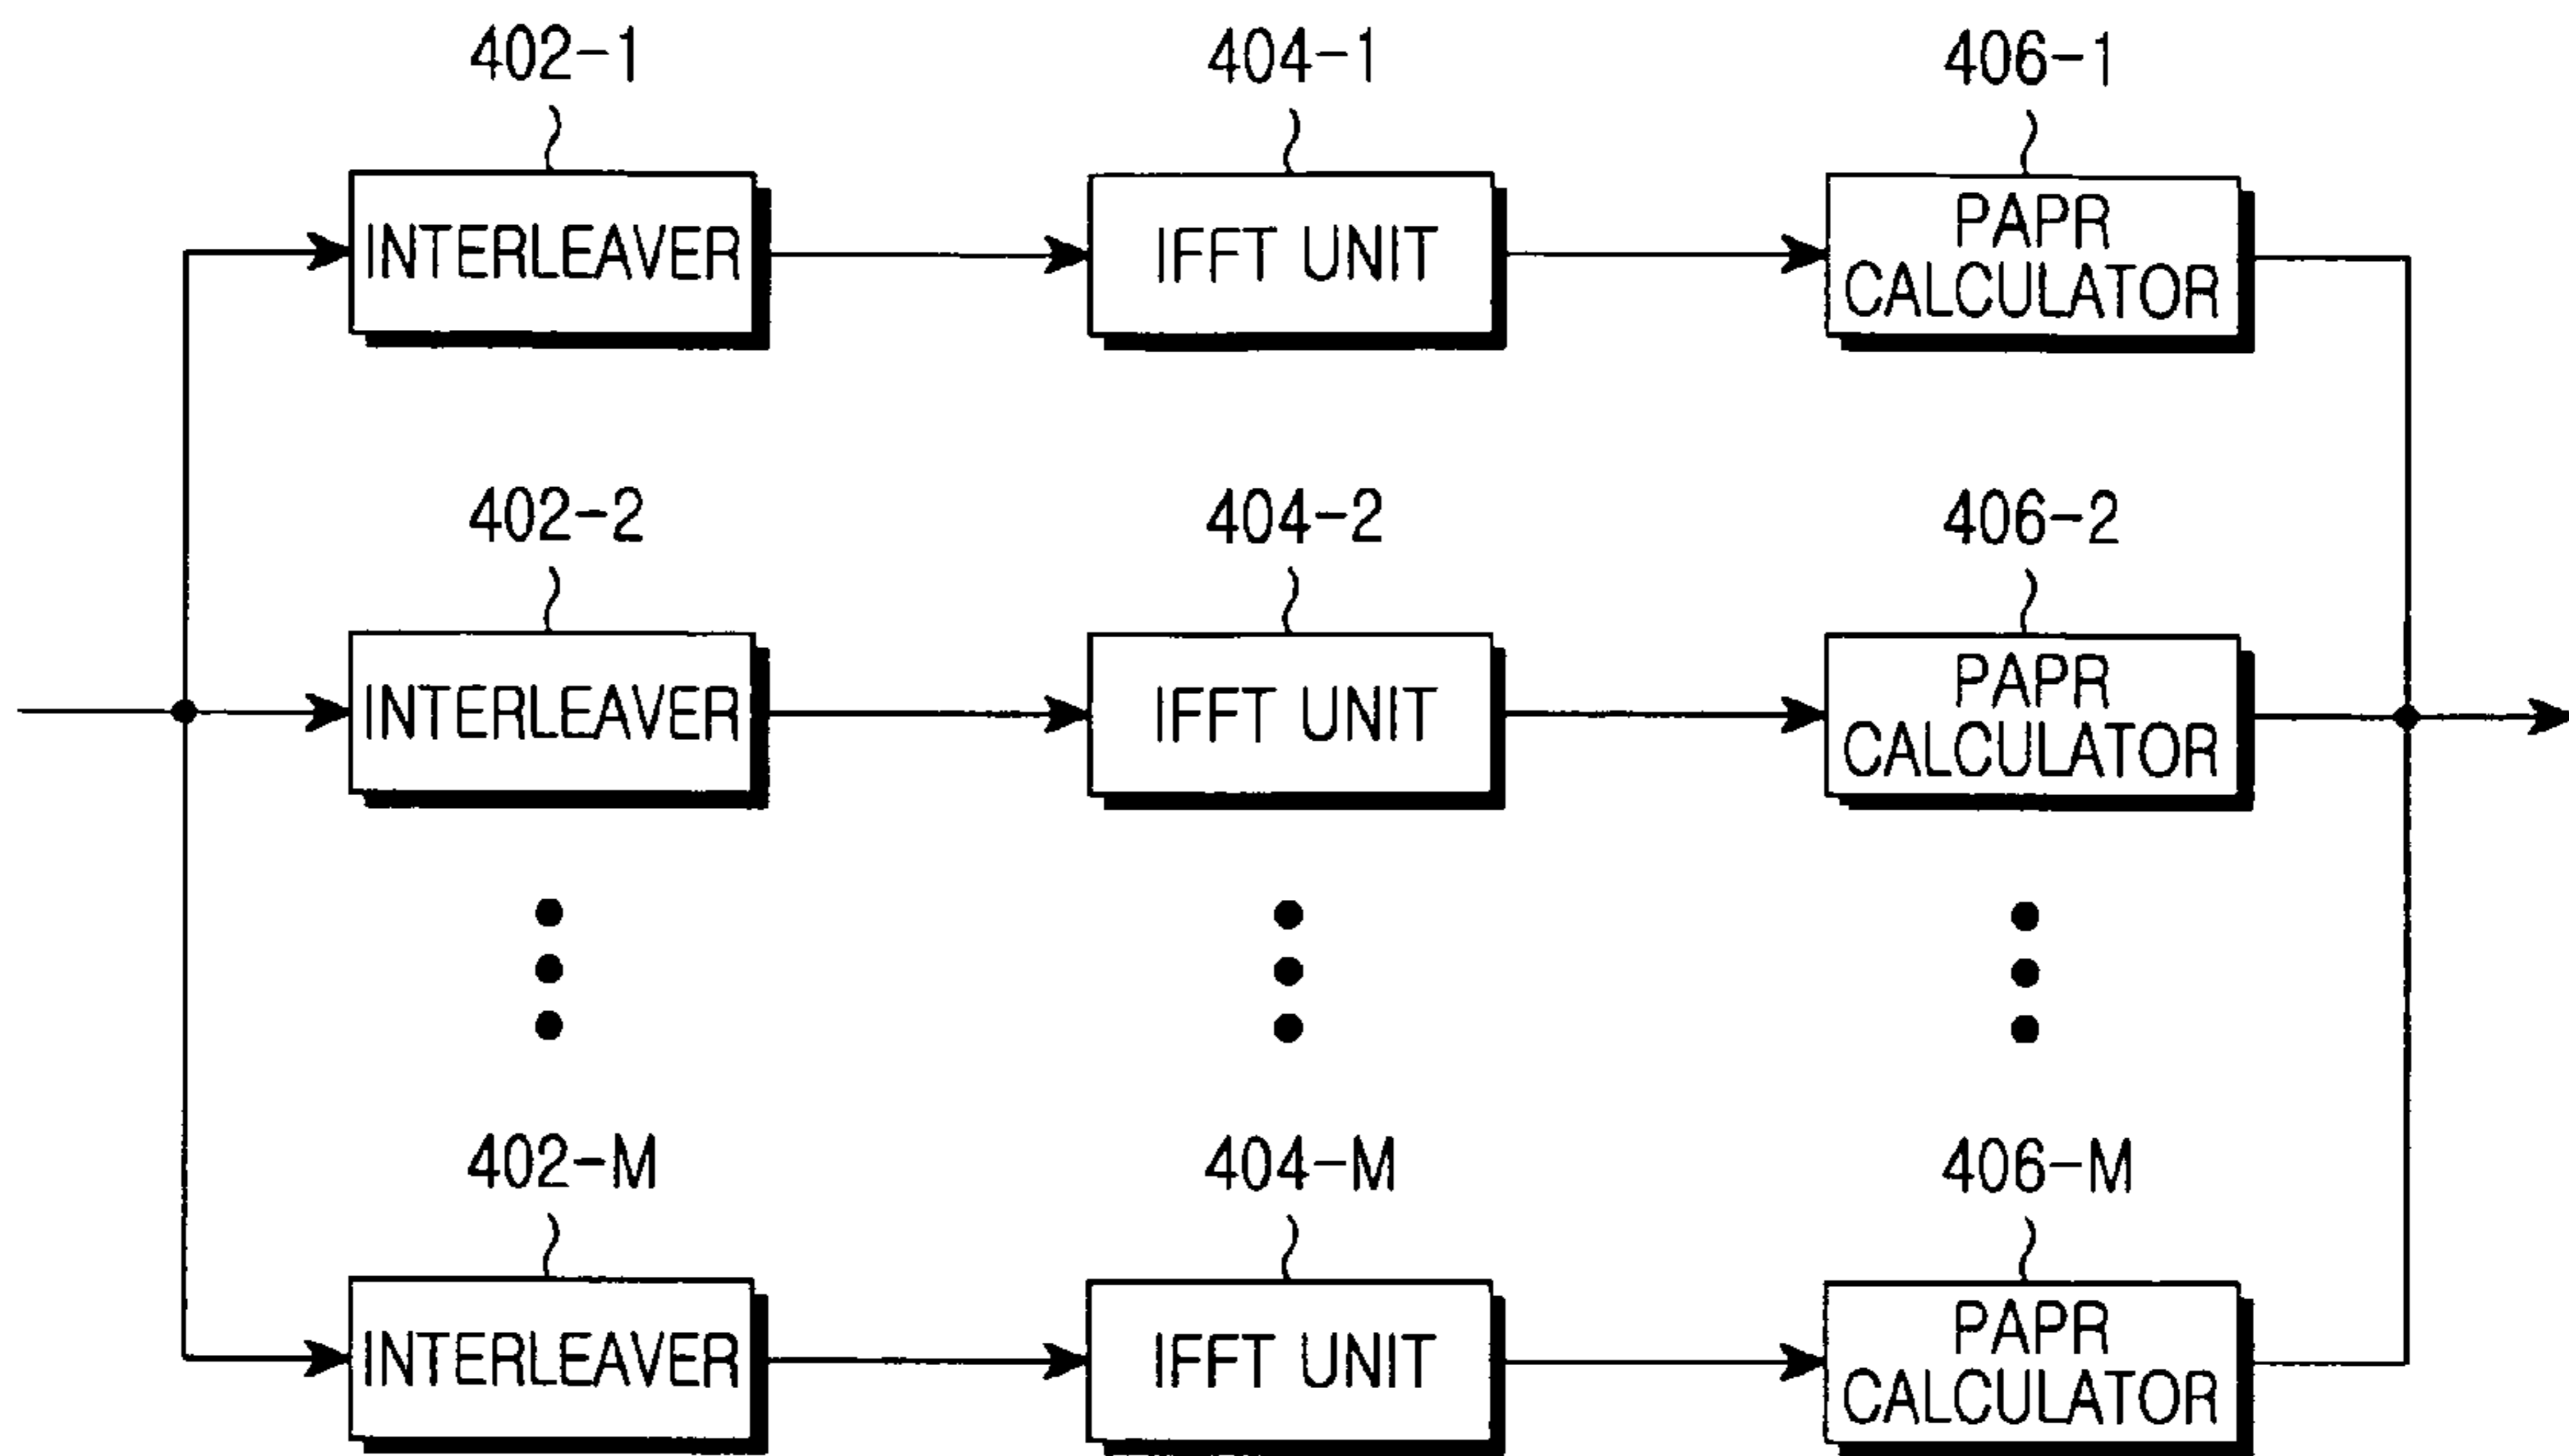 402-1
404-1
406-1
INTERLEAVER
IFFT UNIT
PAPR
CALCULATOR
402-2
404-2
406-2
INTERLEAVER
IFFT UNIT
PAPR
CALCULATOR
402-M
404-M
406-M
INTERLEAVER
IFFT UNIT
PAPR
CALCULATOR